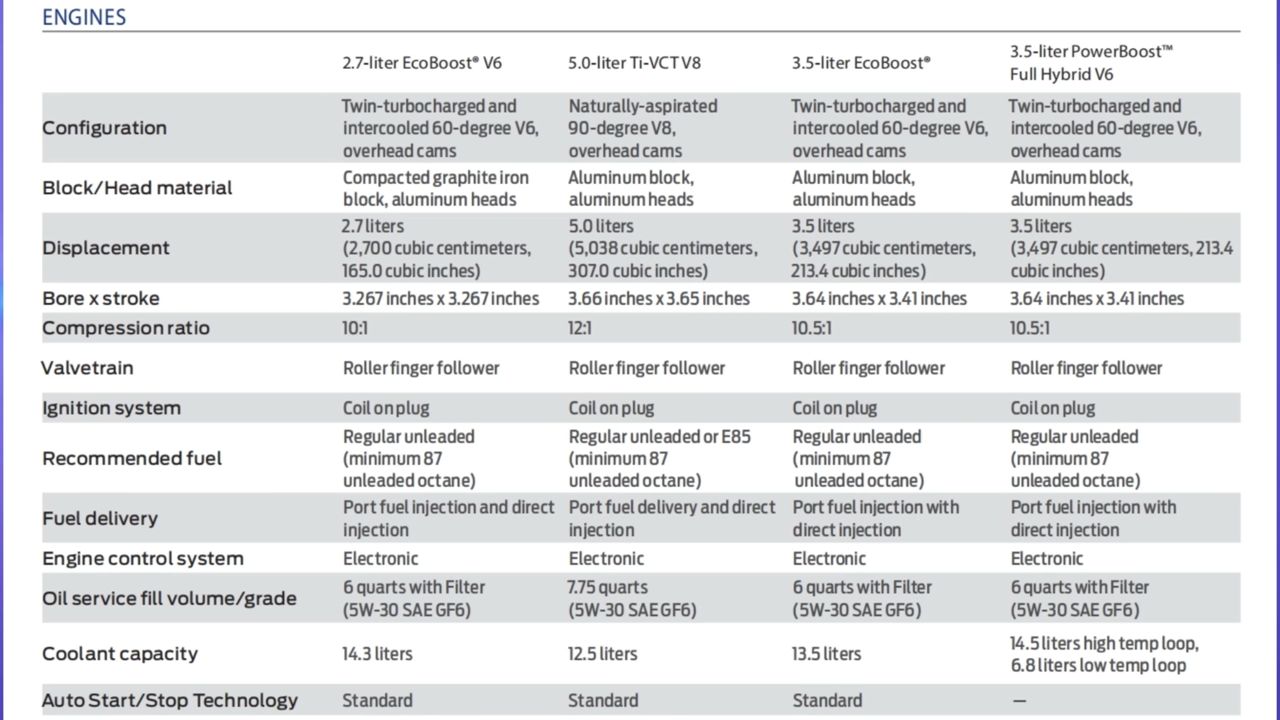 ENGINES
2.7-liter EcoBoost® V6 5.0-liter Ti-VCT V8 3.5-liter EcoBoost® 3.5-liter PowerBoost™
Full Hybrid V6
Configuration
Twin-turbocharged and Naturally-aspirated Twin-turbocharged and Twin-turbocharged and
intercooled 60-degree V6, 90-degree V8, intercooled 60-degree V6, intercooled 60-degree V6,
overhead cams overhead cams overhead cams overhead cams
Block/Head material
Compacted graphite iron Aluminum block, Aluminum block, Aluminum block,
block, aluminum heads aluminum heads aluminum heads aluminum heads
Displacement
2.7 liters 5.0 liters 3.5 liters 3.5 liters
(2,700 cubic centimeters, (5,038 cubic centimeters, (3,497 cubic centimeters, (3,497 cubic centimeters, 213.4
165.0 cubic inches) 307.0 cubic inches) 213.4 cubic inches) cubic inches)
Bore x stroke 3.267 inches x 3.267 inches 3.66 inches x 3.65 inches 3.64 inches x 3.41 inches 3.64 inches x 3.41 inches
Compression ratio 10:1 12:1 10.5:1 10.5:1
Valvetrain Roller finger follower Roller finger follower Roller finger follower Roller finger follower
Ignition system Coil on plug Coil on plug Coil on plug Coil on plug
Recommended fuel
Regular unleaded Regular unleaded or E85 Regular unleaded Regular unleaded
(minimum 87 (minimum 87 (minimum 87 (minimum 87
unleaded octane) unleaded octane) unleaded octane) unleaded octane)
Fuel delivery
Port fuel injection and direct Port fuel delivery and direct Port fuel injection with Port fuel injection with
injection injection direct injection direct injection
Engine control system Electronic Electronic Electronic Electronic
Oil service fill volume/grade
6 quarts with Filter 7.75 quarts 6 quarts with Filter 6 quarts with Filter
(5W-30 SAE GF6) (5W-30 SAE GF6) (5W-30 SAE GF6) (5W-30 SAE GF6)
Coolant capacity 14.3 liters 12.5 liters 13.5 liters 14.5 liters high temp loop,
6.8 liters low temp loop
Auto Start/Stop Technology Standard Standard Standard —